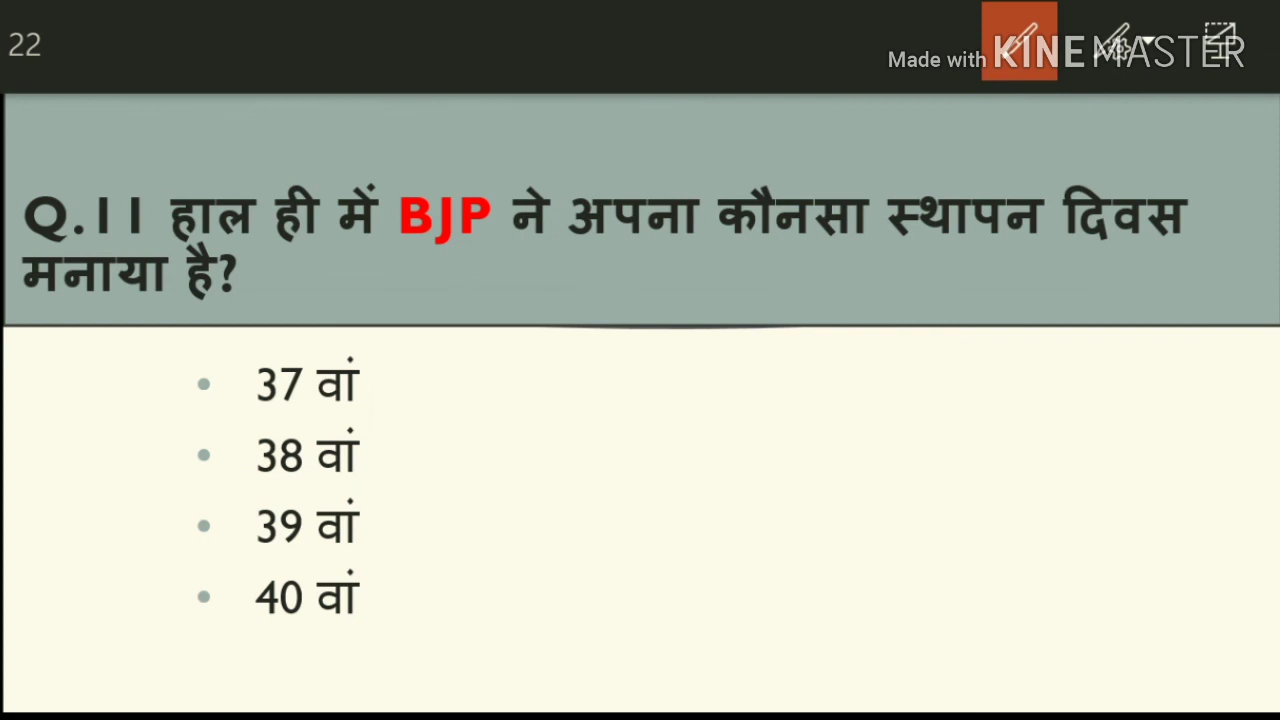 22
Made with KINEMASTER
Q.11 हाल ही में BJP ने अपना कौनसा स्थापन दिवस
मनाया है?
• 37 वां
• 38 वां
• 39 वां
• 40 वां